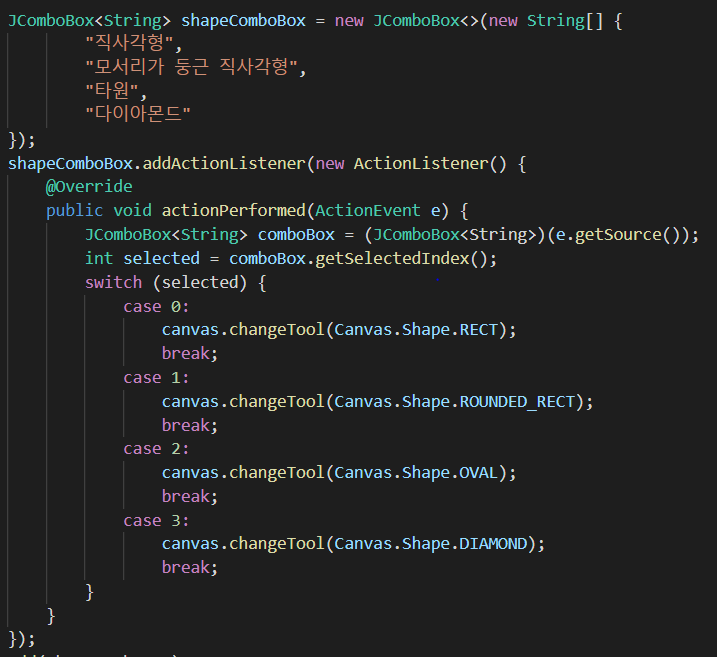 JComboBox<String> shapeComboBox = new JComboBox<>(new String[] {
"직사각형",
"모서리가 둥근 직사각형",
"타원",
"다이아몬드"
});
shapeComboBox.addActionListener(new ActionListener() {
@Override
public void actionPerformed(ActionEvent e) {
JComboBox<String> comboBox = (JComboBox<String>)(e.getSource());
int selected = comboBox.getSelectedIndex();
switch (selected) {
case 0:
canvas.changeTool(Canvas.Shape.RECT);
break;
case 1:
canvas.changeTool(Canvas.Shape.ROUNDED_RECT);
break;
case 2:
canvas.changeTool(Canvas.Shape.OVAL);
break;
case 3:
canvas.changeTool(Canvas.Shape.DIAMOND);
break;
}
}
});